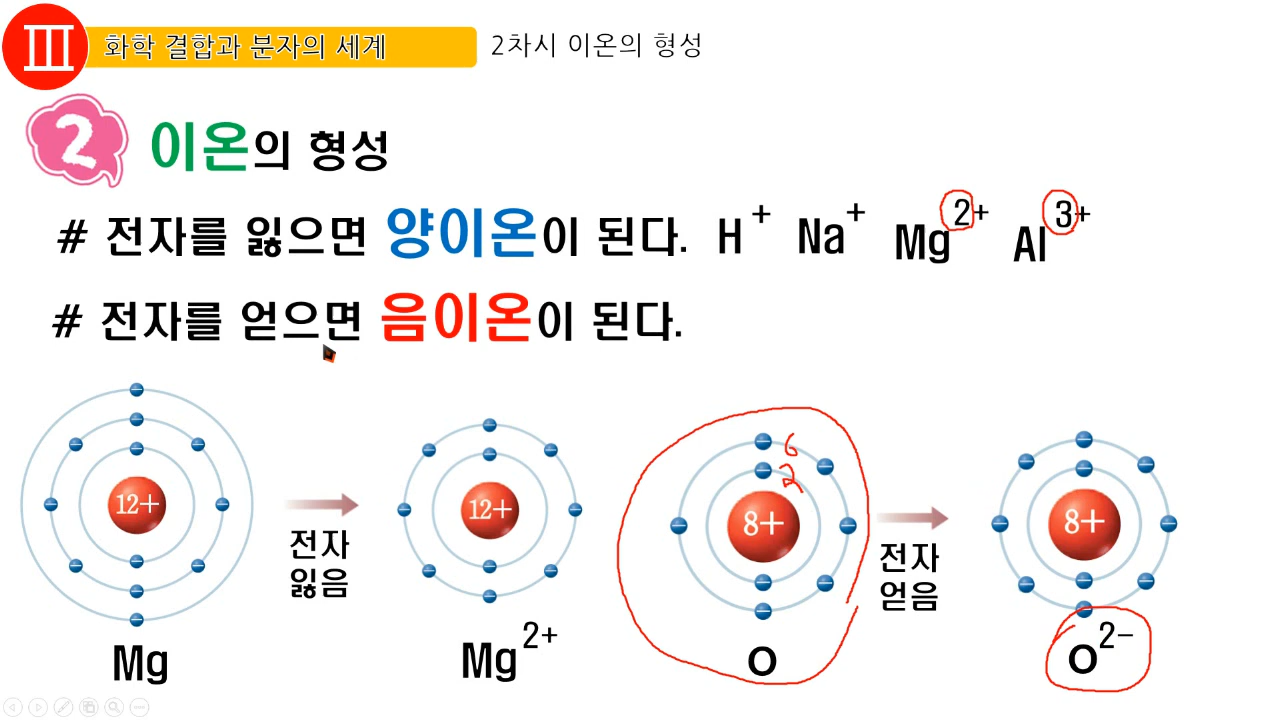 III 화학 결합과 분자의 세계 2차시 이온의 형성
2 이온의 형성
# 전자를 잃으면 양이온이 된다. H⁺ Na⁺ Mg²⁺ Al³⁺
# 전자를 얻으면 음이온이 된다.
6
2
12+ 12+ 8+ 8+
전자
잃음
전자
얻음
Mg Mg²⁺ O O²⁻